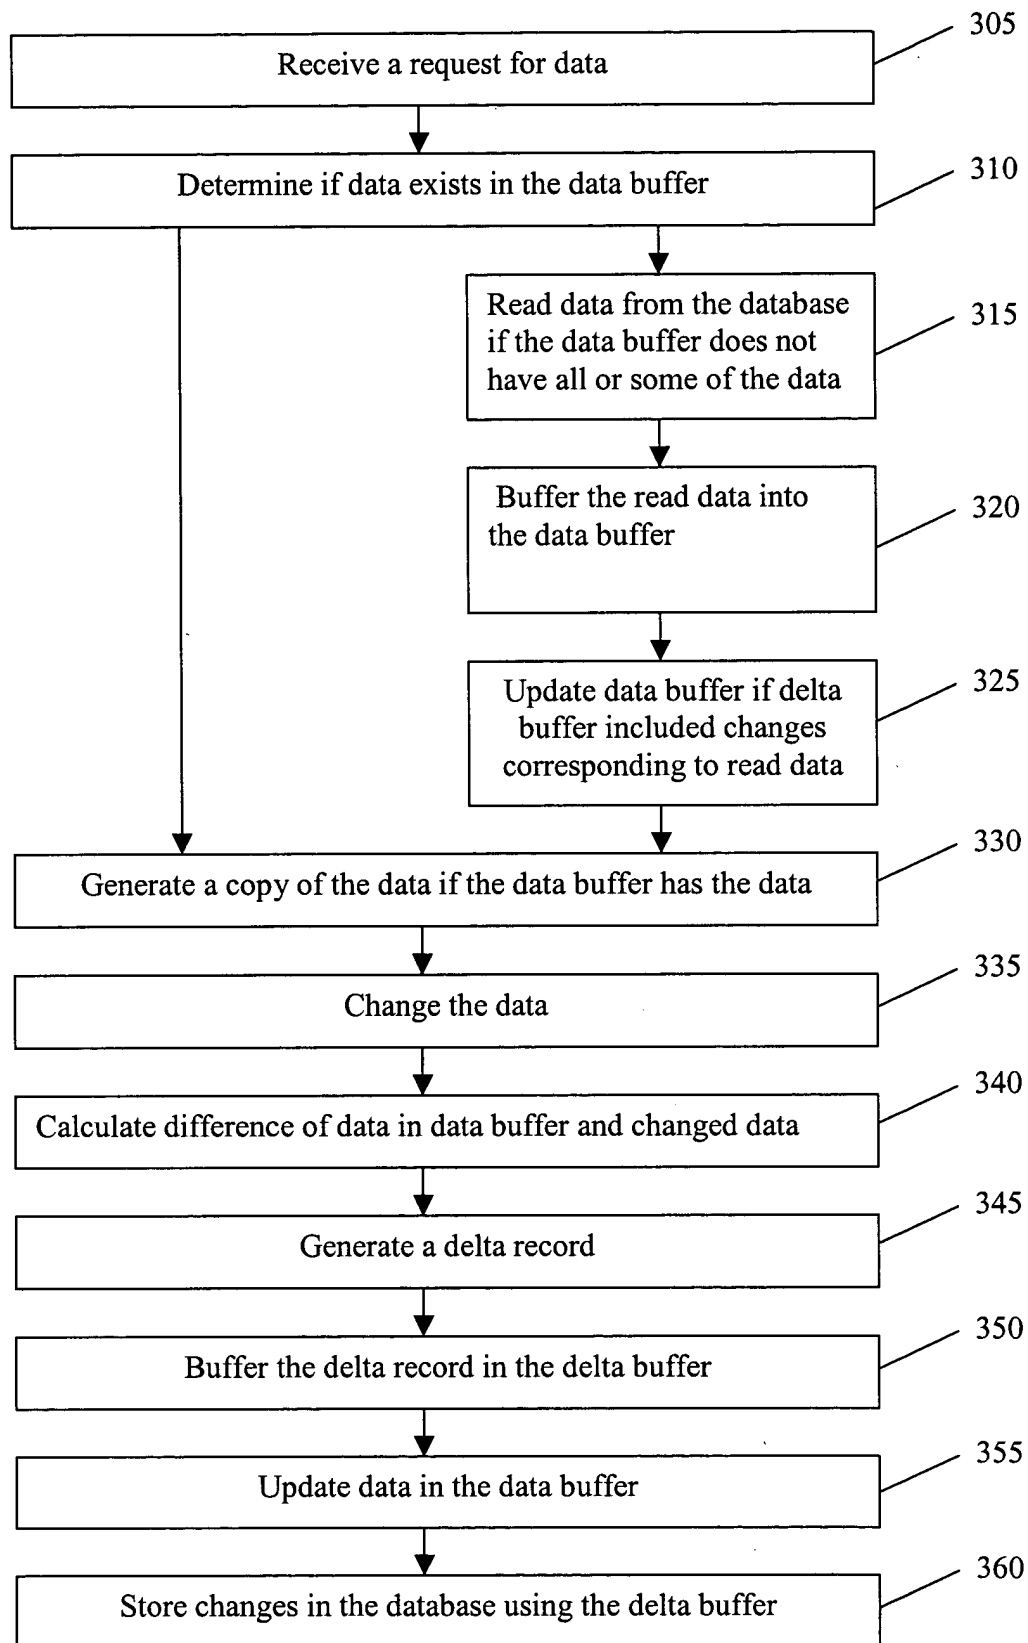 305
Receive a request for data
310
Determine if data exists in the data buffer
315
Read data from the database
if the data buffer does not
have all or some of the data
320
Buffer the read data into
the data buffer
325
Update data buffer if delta
buffer included changes
corresponding to read data
330
Generate a copy of the data if the data buffer has the data
335
Change the data
340
Calculate difference of data in data buffer and changed data
345
Generate a delta record
350
Buffer the delta record in the delta buffer
355
Update data in the data buffer
360
Store changes in the database using the delta buffer